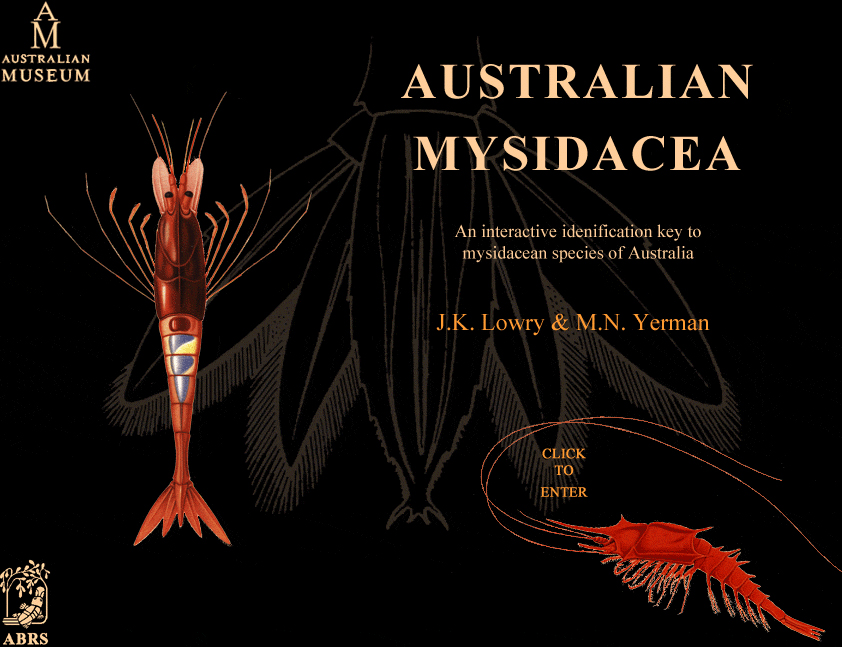 AM
AUSTRALIAN
MUSEUM
AUSTRALIAN
MYSIDACEA
An interactive idenification key to
mysidacean species of Australia
J.K. Lowry & M.N. Yerman
CLICK
TO
ENTER
ABRS